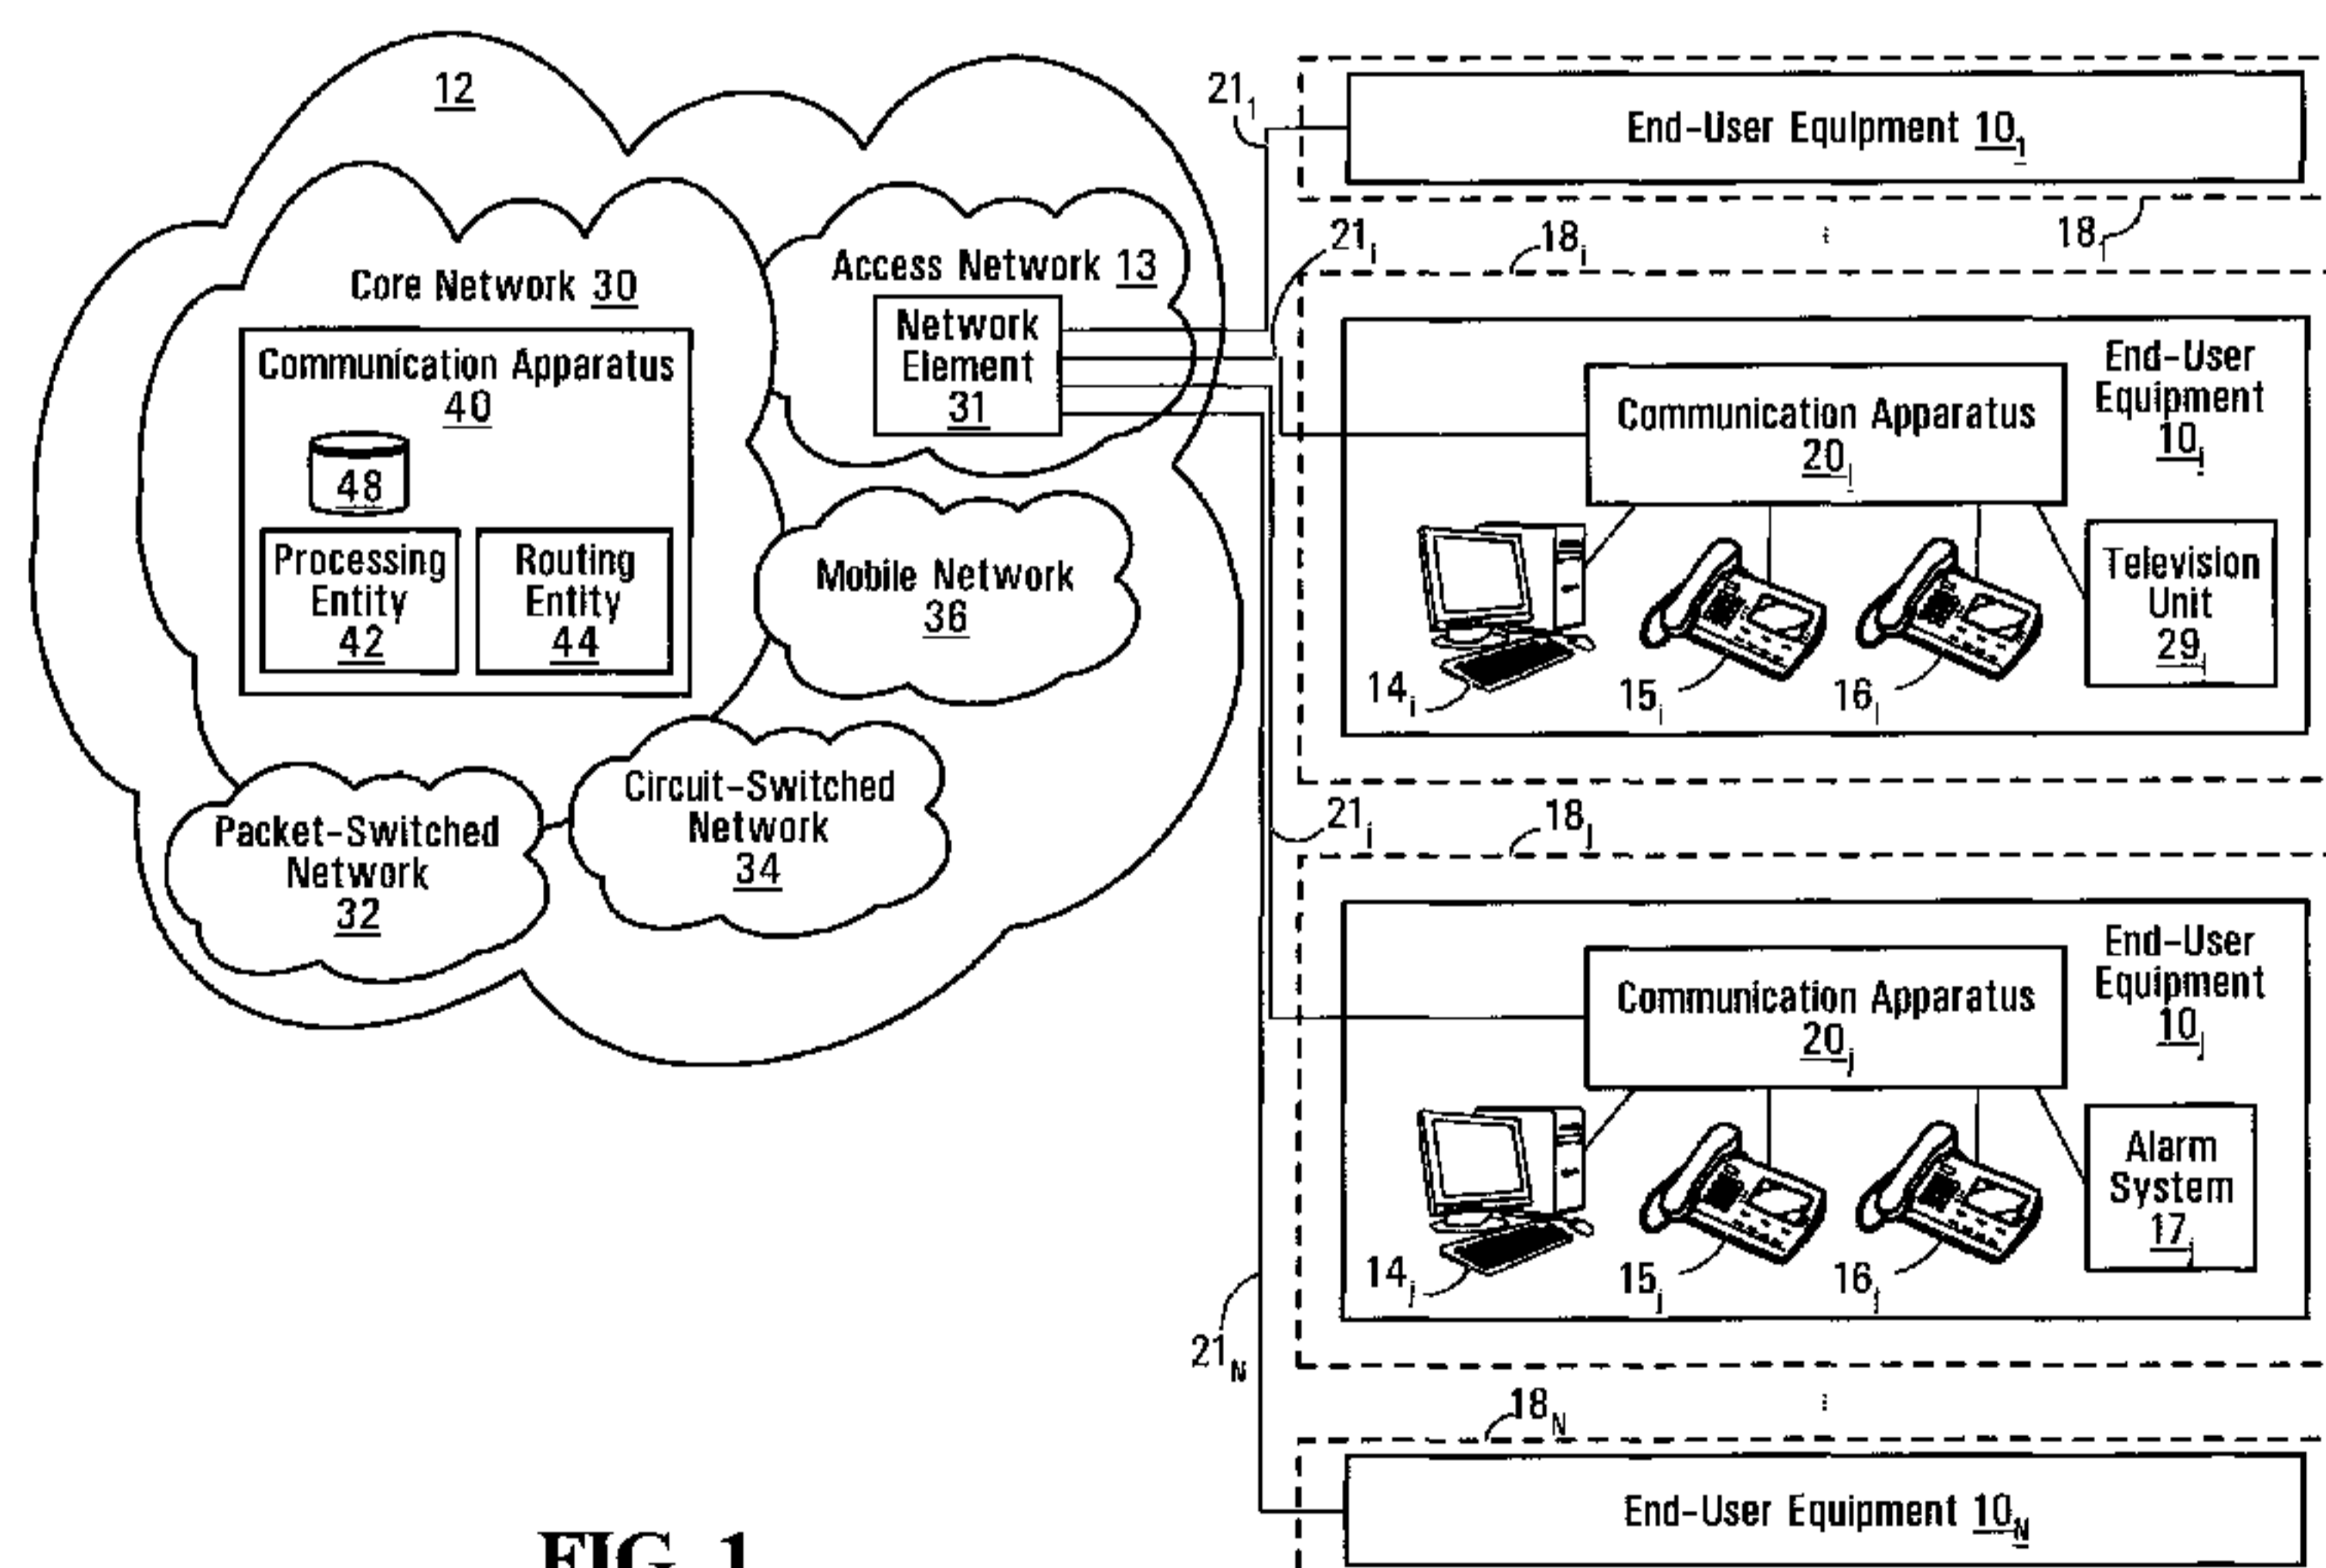 12
Core Network 30
Communication Apparatus
40
48
Processing
Entity
42
Routing
Entity
44
Access Network 13
Network
Element
31
Mobile Network
36
Circuit-Switched
Network
34
Packet-Switched
Network
32
21₁
End-User Equipment 10₁
18₁
21ᵢ
18ᵢ
Communication Apparatus
20ᵢ
End-User
Equipment
10ᵢ
Television
Unit
29ᵢ
14ᵢ
15ᵢ
16ᵢ
21ⱼ
18ⱼ
Communication Apparatus
20ⱼ
End-User
Equipment
10ⱼ
Alarm
System
17ⱼ
14ⱼ
15ⱼ
16ⱼ
21_N
18_N
End-User Equipment 10_N
FIG. 1